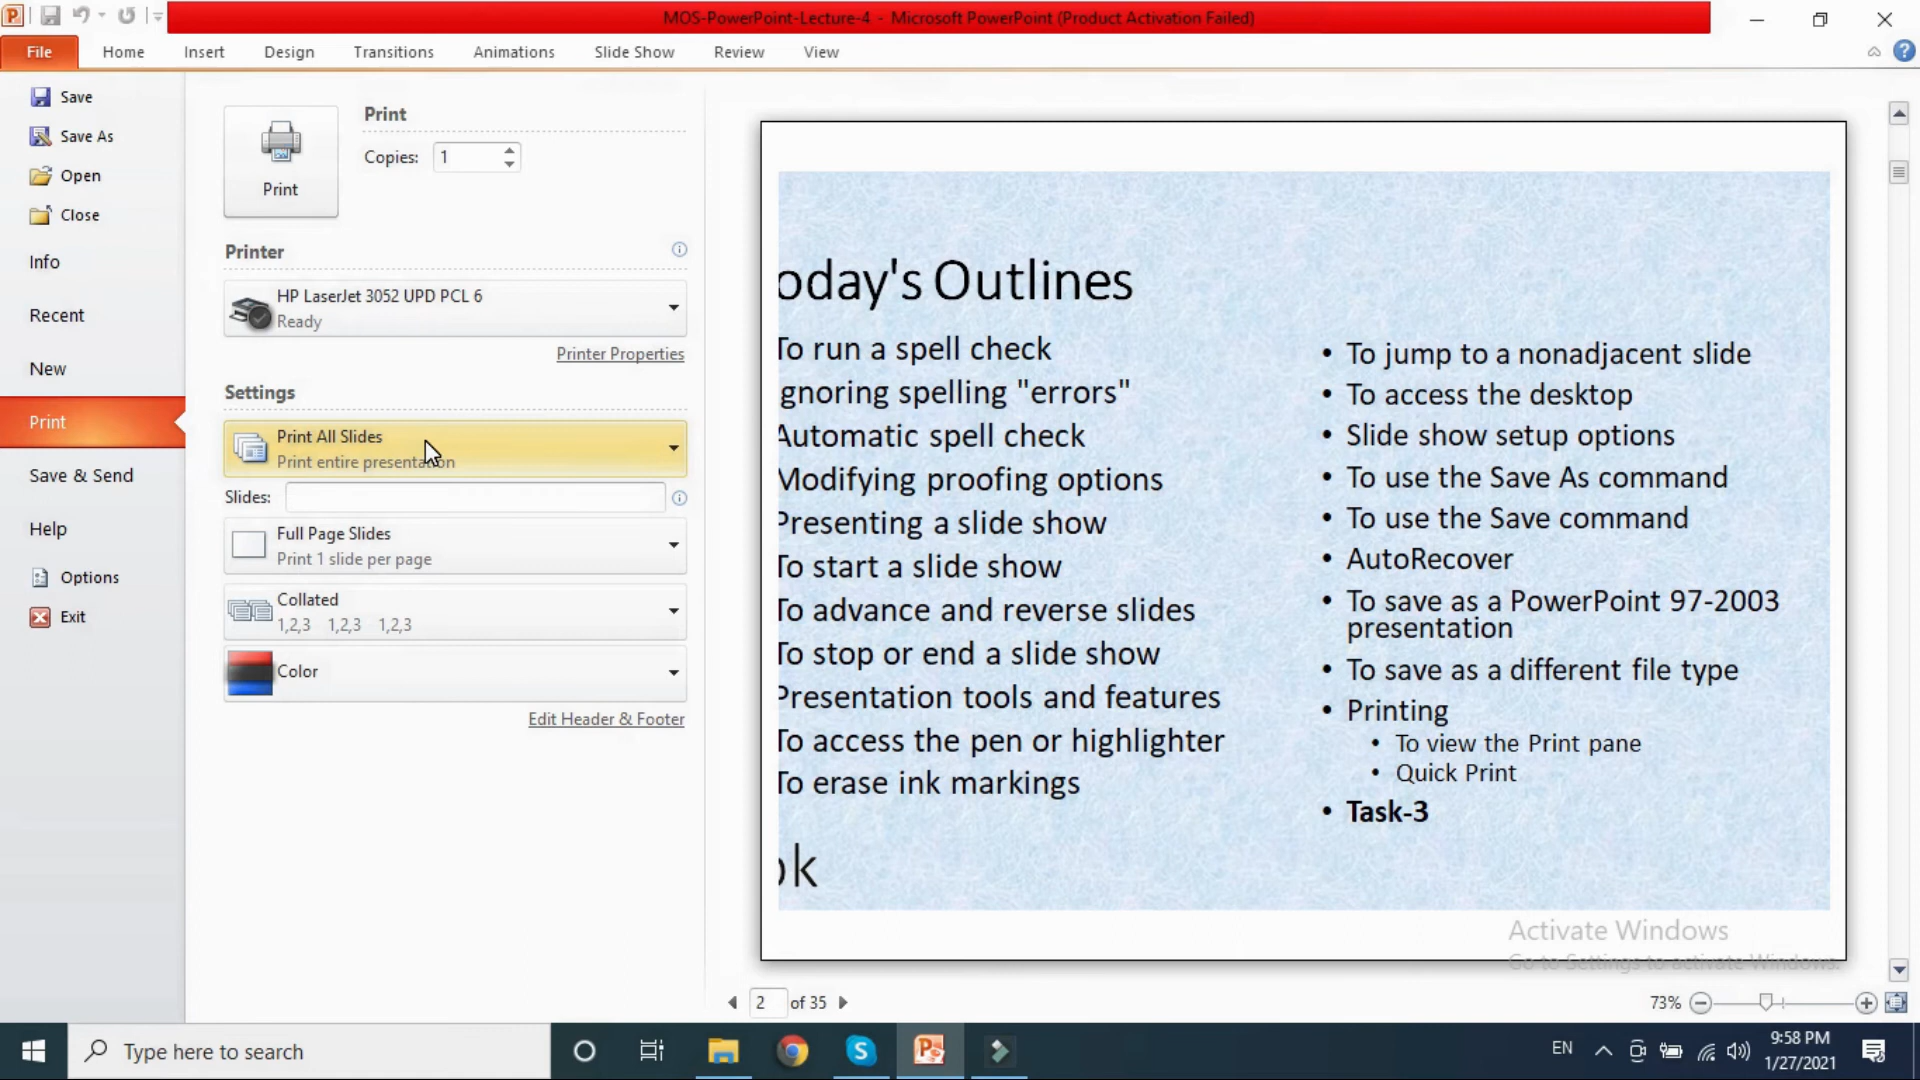 MOS-PowerPoint-Lecture-4 - Microsoft PowerPoint (Product Activation Failed)
File Home Insert Design Transitions Animations Slide Show Review View
Save
Save As
Open
Close
Info
Recent
New
Print
Save & Send
Help
Options
Exit
Print
Print
Copies: 1
Printer
HP LaserJet 3052 UPD PCL 6
Ready
Printer Properties
Settings
Print All Slides
Print entire presentation
Slides:
Full Page Slides
Print 1 slide per page
Collated
1,2,3 1,2,3 1,2,3
Color
Edit Header & Footer
oday's Outlines
To run a spell check
gnoring spelling "errors"
Automatic spell check
Modifying proofing options
Presenting a slide show
To start a slide show
To advance and reverse slides
To stop or end a slide show
Presentation tools and features
To access the pen or highlighter
To erase ink markings
ok
• To jump to a nonadjacent slide
• To access the desktop
• Slide show setup options
• To use the Save As command
• To use the Save command
• AutoRecover
• To save as a PowerPoint 97-2003
presentation
• To save as a different file type
• Printing
• To view the Print pane
• Quick Print
• Task-3
Activate Windows
Go to Settings to activate Windows.
2 of 35
73%
Type here to search
EN
9:58 PM
1/27/2021